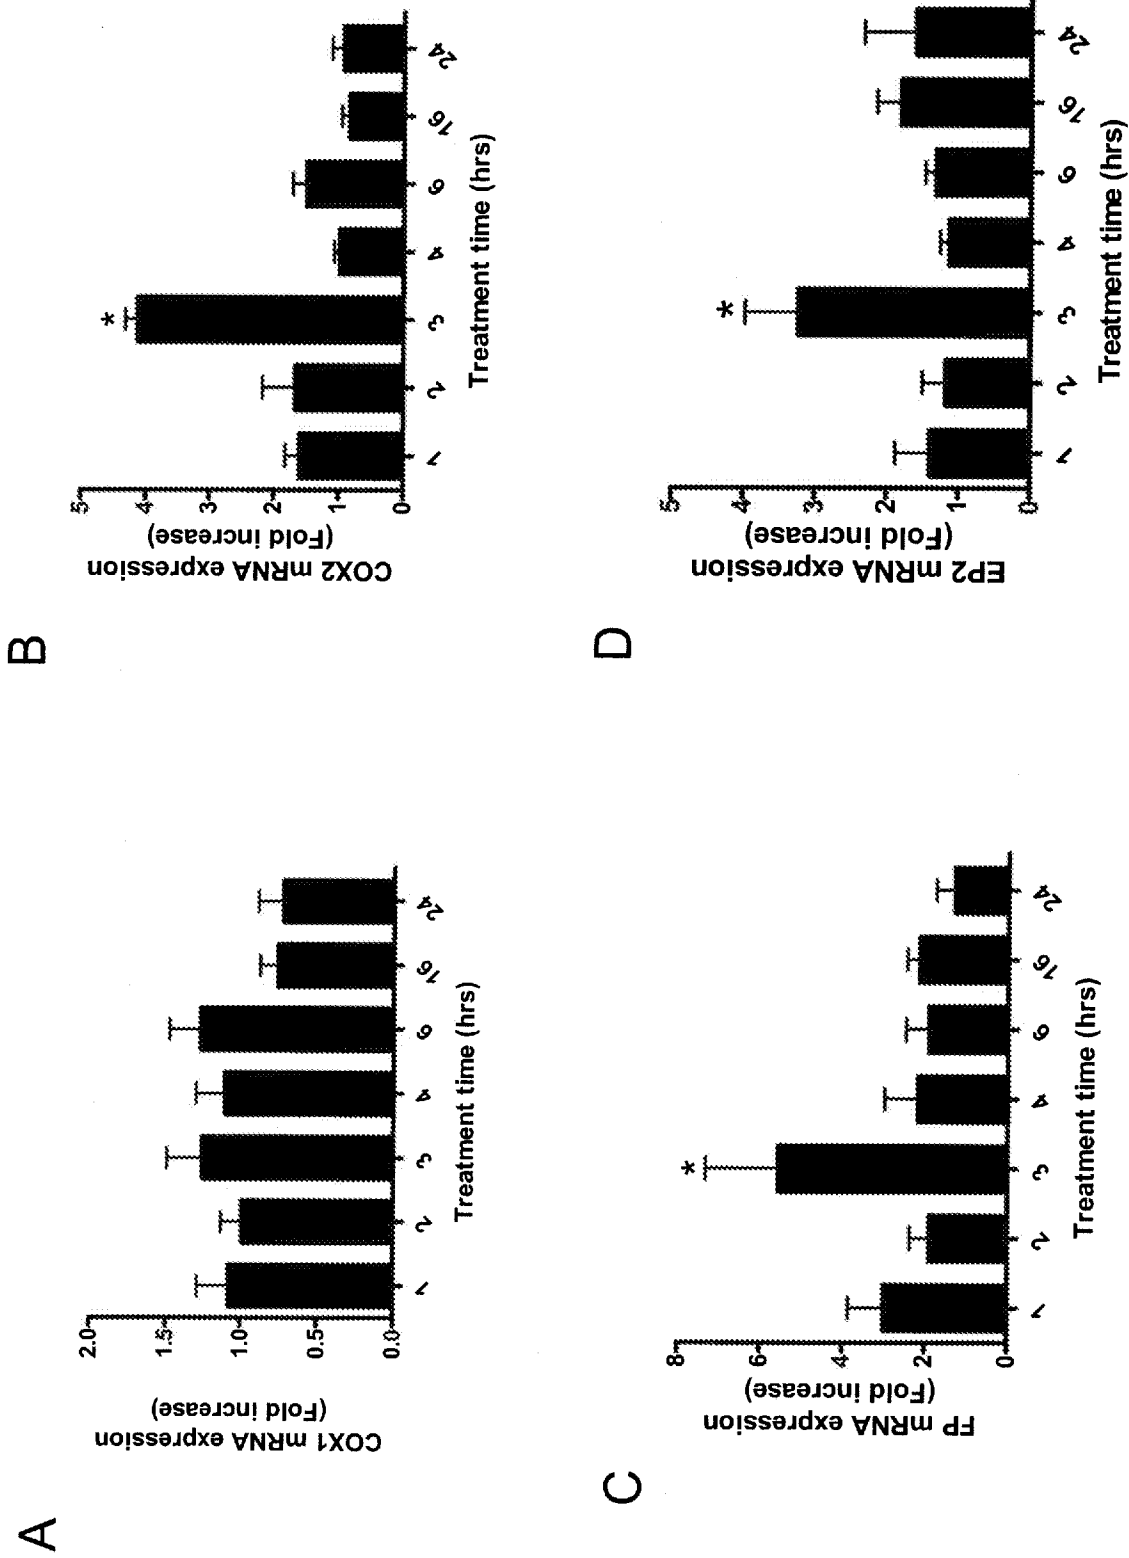 A
COX1 mRNA expression
(Fold increase)
2.0
1.5
1.0
0.5
0.0
1 2 3 4 6 16 24
Treatment time (hrs)
B
COX2 mRNA expression
(Fold increase)
5
4
3
2
1
0
*
1 2 3 4 6 16 24
Treatment time (hrs)
C
FP mRNA expression
(Fold increase)
8
6
4
2
0
*
1 2 3 4 6 16 24
Treatment time (hrs)
D
EP2 mRNA expression
(Fold increase)
5
4
3
2
1
0
*
1 2 3 4 6 16 24
Treatment time (hrs)